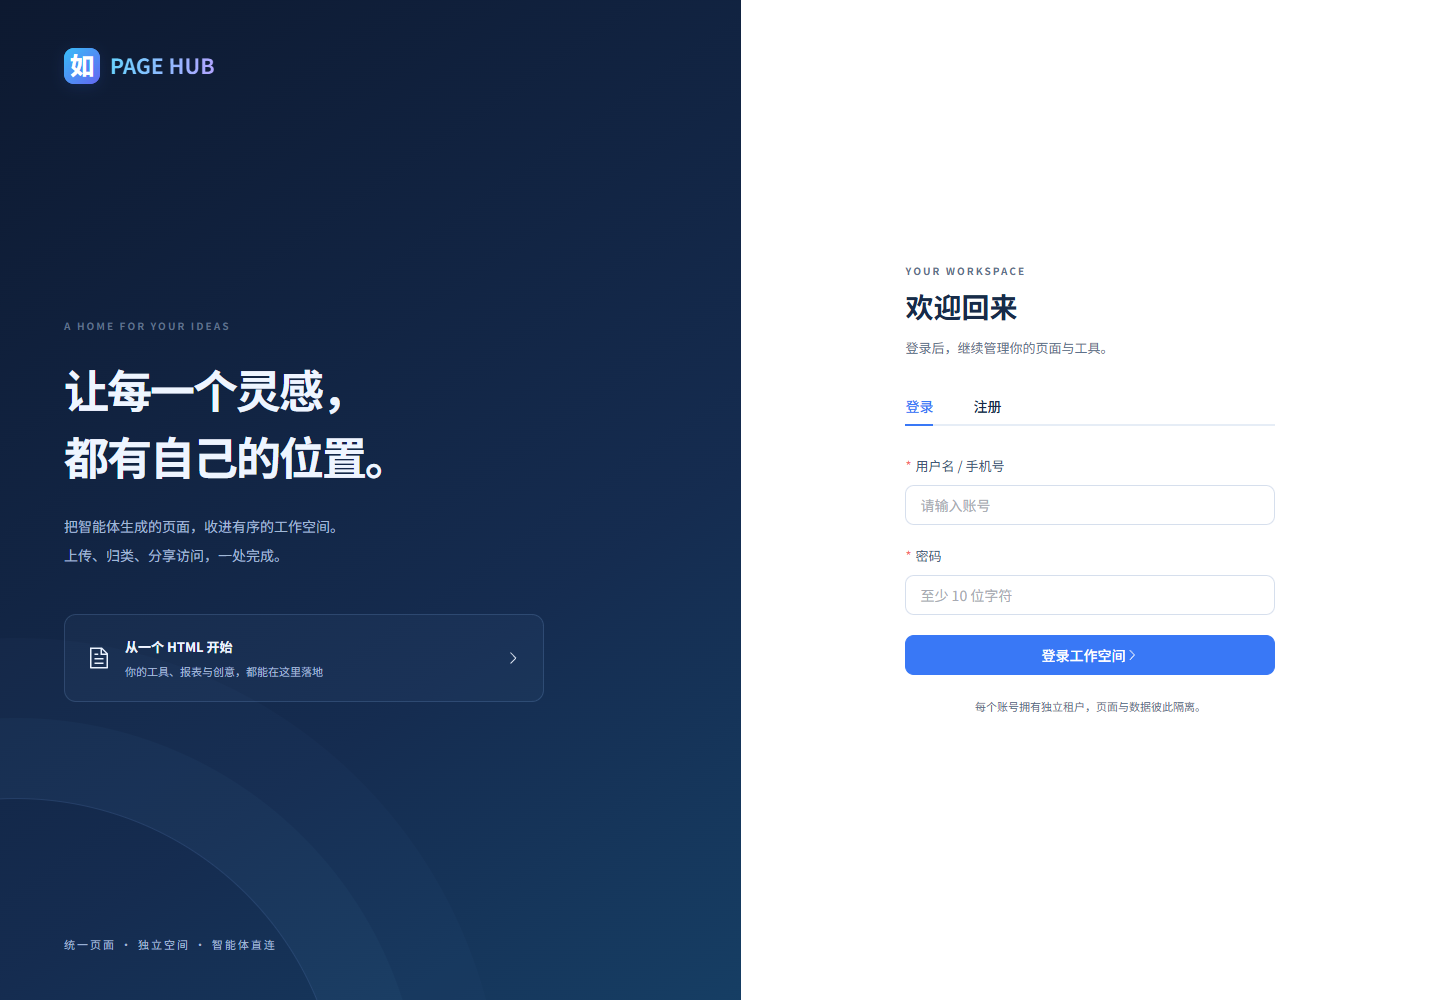 如 PAGE HUB
A HOME FOR YOUR IDEAS
让每一个灵感，
都有自己的位置。
把智能体生成的页面，收进有序的工作空间。
上传、归类、分享访问，一处完成。
从一个 HTML 开始
你的工具、报表与创意，都能在这里落地
统一页面 · 独立空间 · 智能体直连
YOUR WORKSPACE
欢迎回来
登录后，继续管理你的页面与工具。
登录 注册
* 用户名 / 手机号
请输入账号
* 密码
至少 10 位字符
登录工作空间
每个账号拥有独立租户，页面与数据彼此隔离。